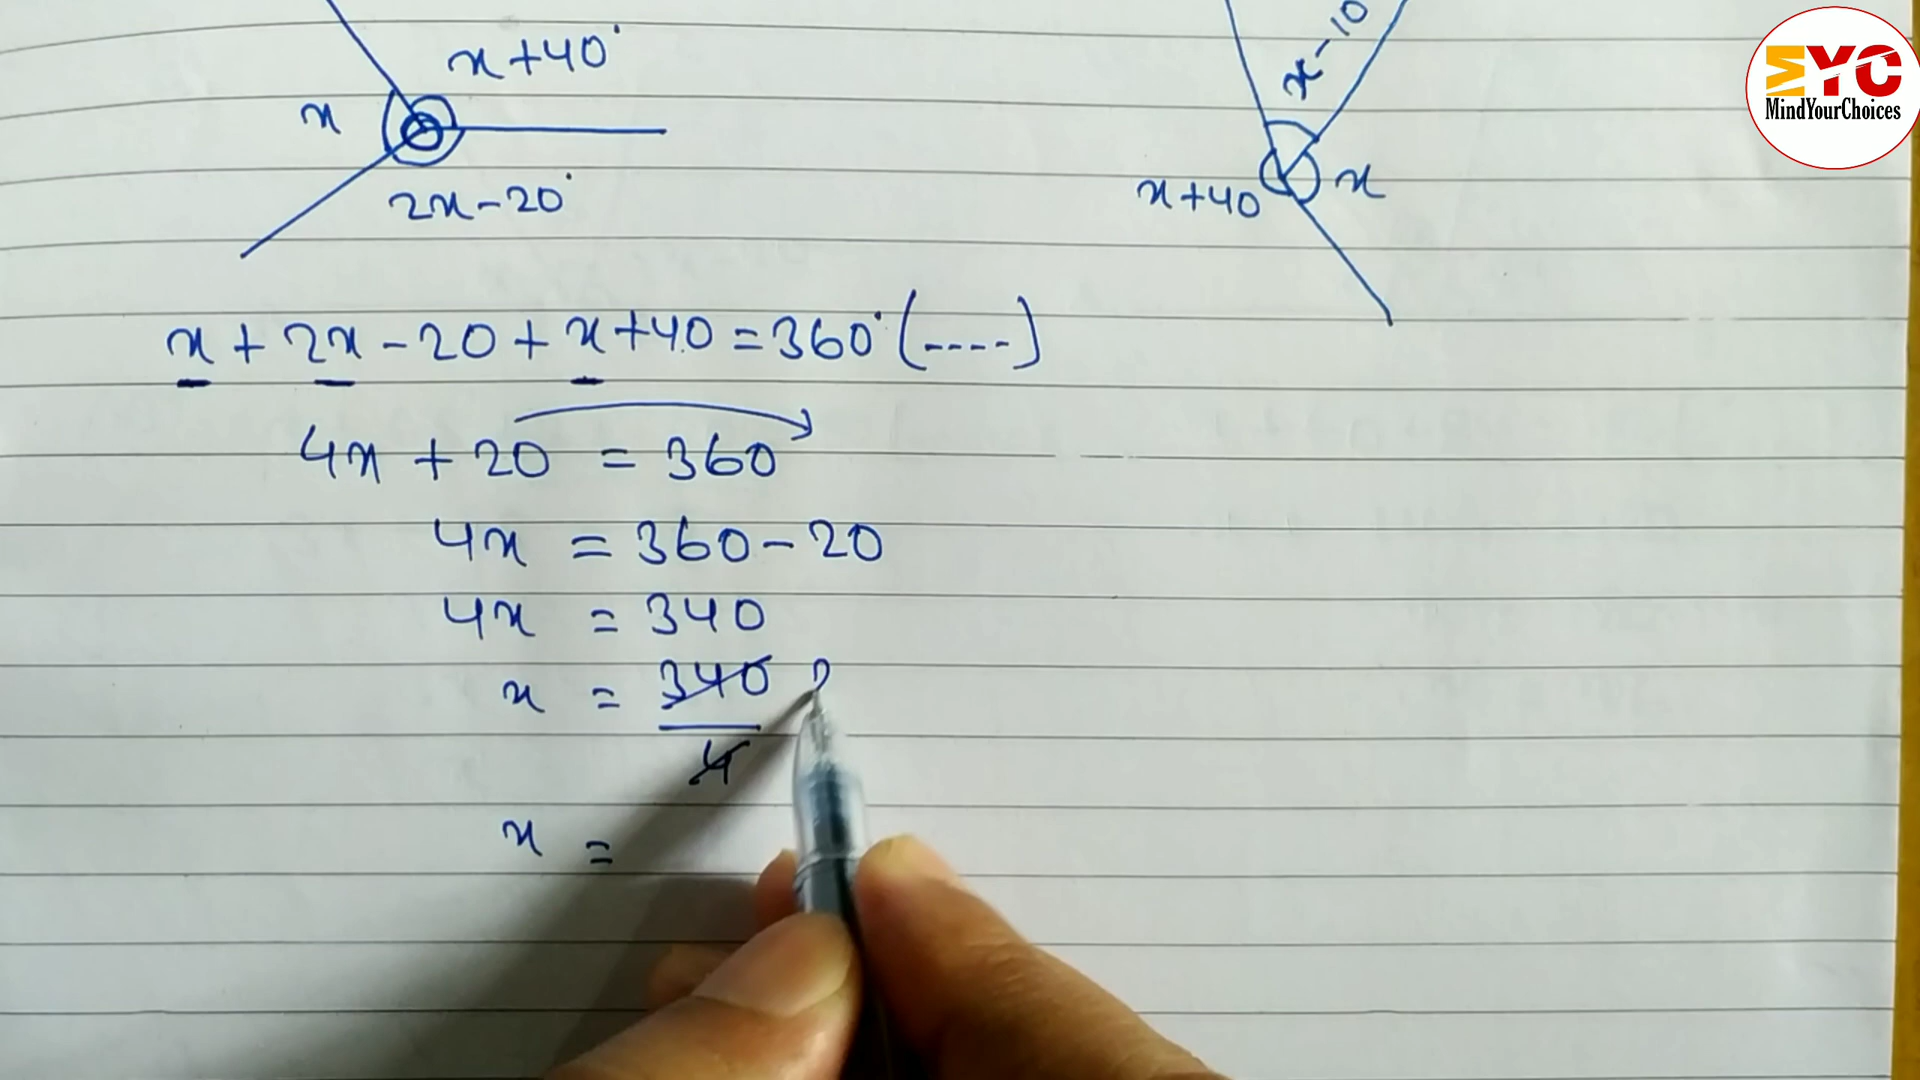 x+40°
x
2x-20°
x-10
x+40
x
MYC
MindYourChoices
x + 2x - 20 + x + 40 = 360° (----)
4x + 20 = 360
4x = 360 - 20
4x = 340
x = 340
4
x =